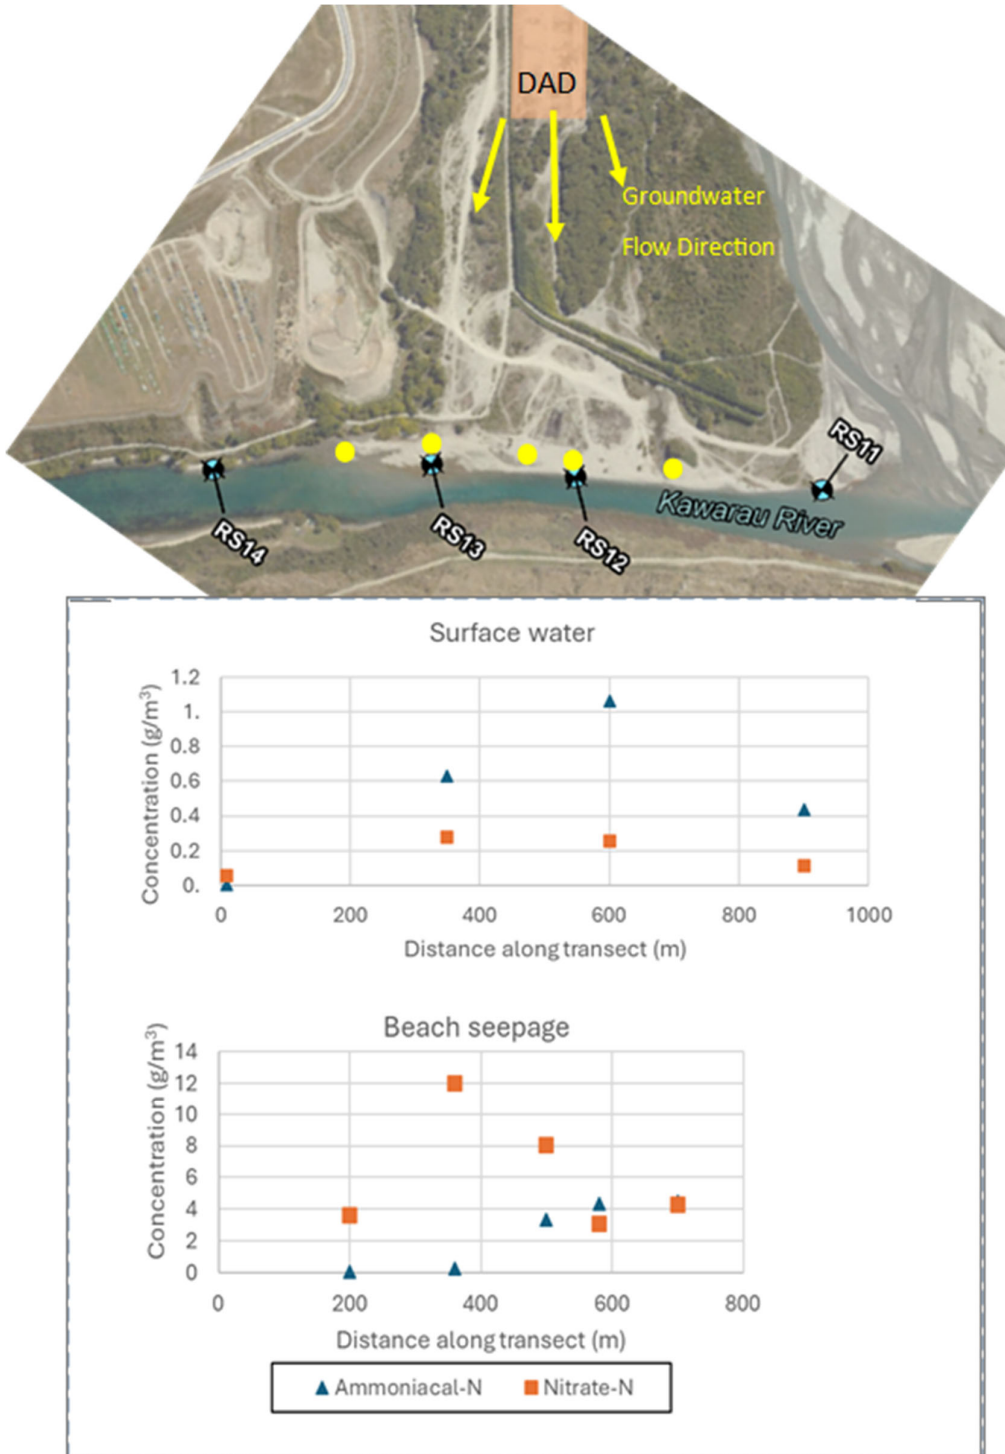 DAD
Groundwater
Flow Direction
RS11
RS14
RS13
RS12
Kawarau River
Surface water
Concentration (g/m³)
1.2
1.
0.8
0.6
0.4
0.2
0.
0 200 400 600 800 1000
Distance along transect (m)
Beach seepage
Concentration (g/m³)
14
12
10
8
6
4
2
0
0 200 400 600 800
Distance along transect (m)
Ammoniacal-N Nitrate-N